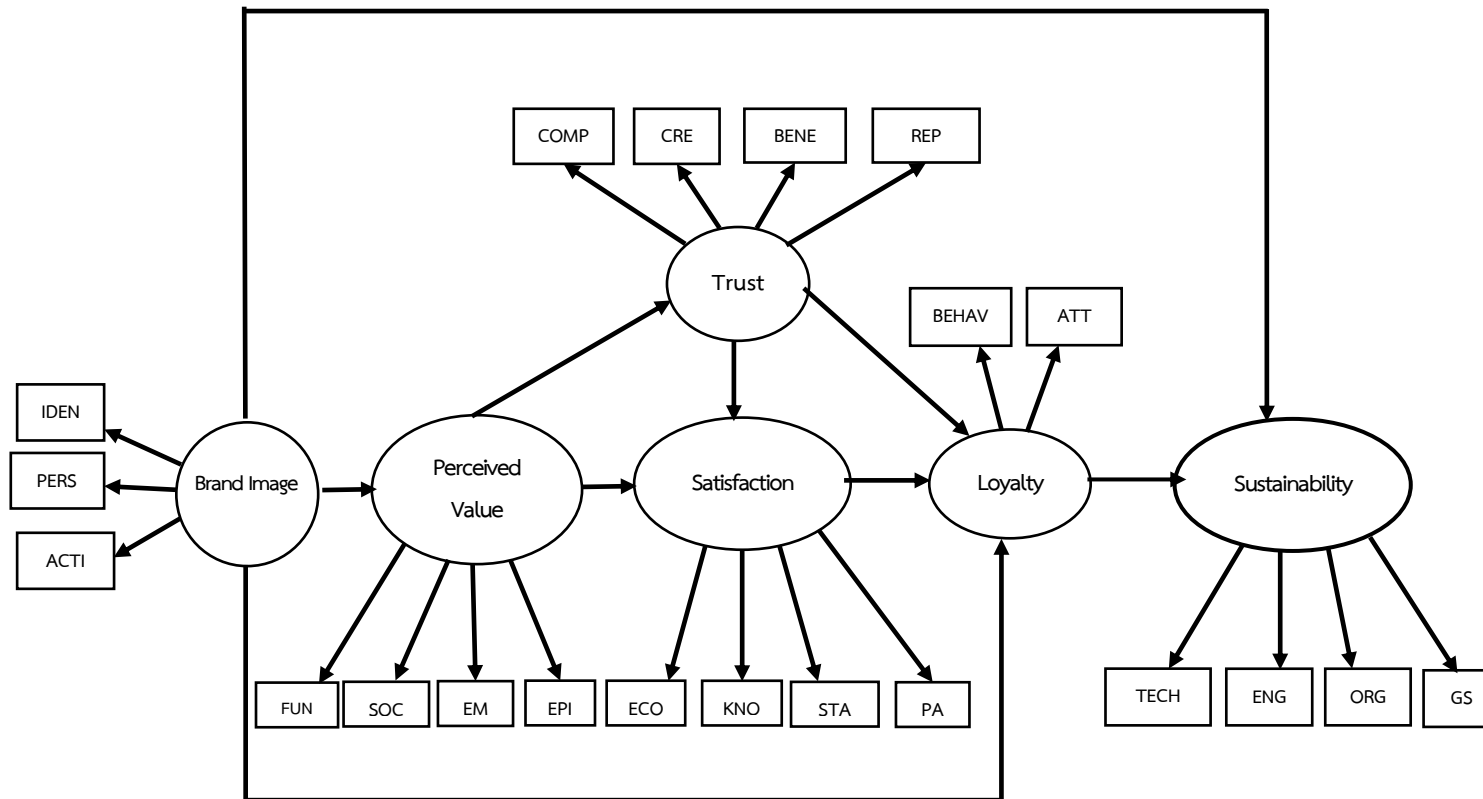 COMP
CRE
BENE
REP
Trust
BEHAV
ATT
IDEN
PERS
ACTI
Brand Image
Perceived
Value
Satisfaction
Loyalty
Sustainability
FUN
SOC
EM
EPI
ECO
KNO
STA
PA
TECH
ENG
ORG
GS